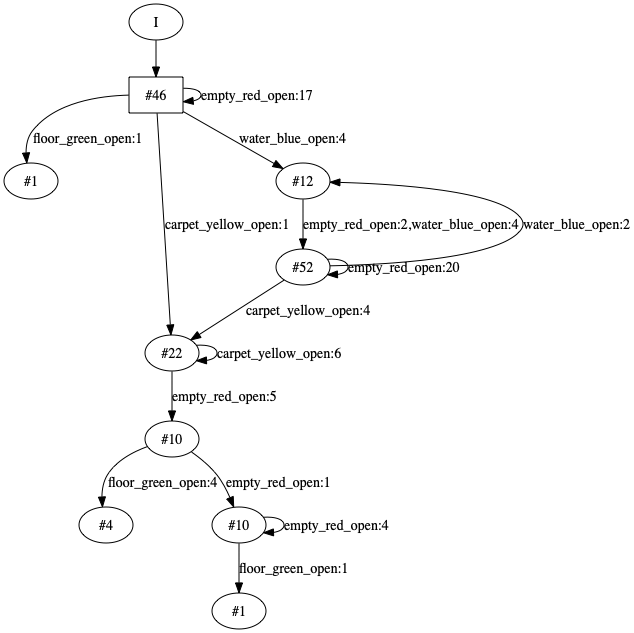 I
#46
empty_red_open:17
floor_green_open:1
water_blue_open:4
#1
#12
carpet_yellow_open:1
empty_red_open:2,water_blue_open:4
water_blue_open:2
#52
empty_red_open:20
carpet_yellow_open:4
#22
carpet_yellow_open:6
empty_red_open:5
#10
floor_green_open:4
empty_red_open:1
#4
#10
empty_red_open:4
floor_green_open:1
#1